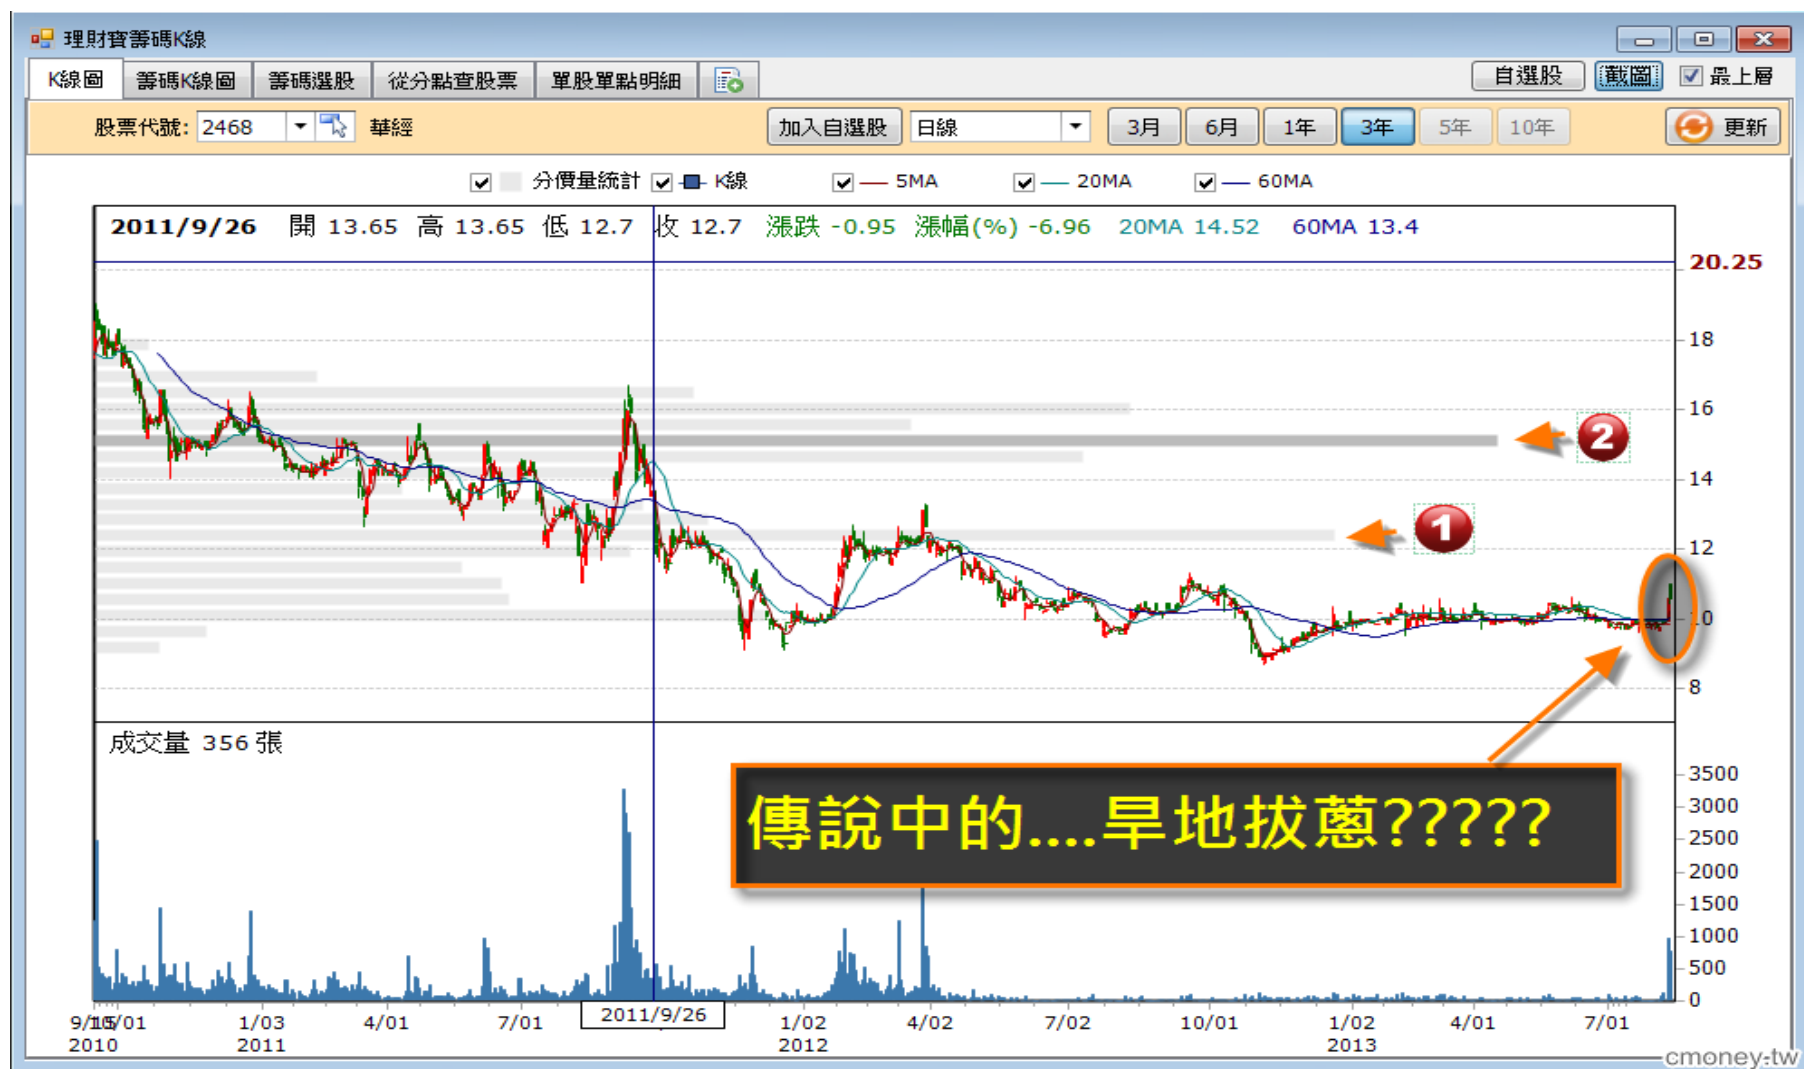 理財寶籌碼K線
K線圖 籌碼K線圖 籌碼選股 從分點查股票 單股單點明細 自選股 截圖 最上層
股票代號: 2468 華經 加入自選股 日線 3月 6月 1年 3年 5年 10年 更新
分價量統計 K線 5MA 20MA 60MA
2011/9/26 開 13.65 高 13.65 低 12.7 收 12.7 漲跌 -0.95 漲幅(%) -6.96 20MA 14.52 60MA 13.4
20.25
18
16
2
14
1
12
10
8
成交量 356 張
傳說中的....旱地拔蔥?????
3500
3000
2500
2000
1500
1000
500
0
9/15 10/01 1/03 4/01 7/01 2011/9/26 1/02 4/02 7/02 10/01 1/02 4/01 7/01
2010 2011 2012 2013
cmoney.tw